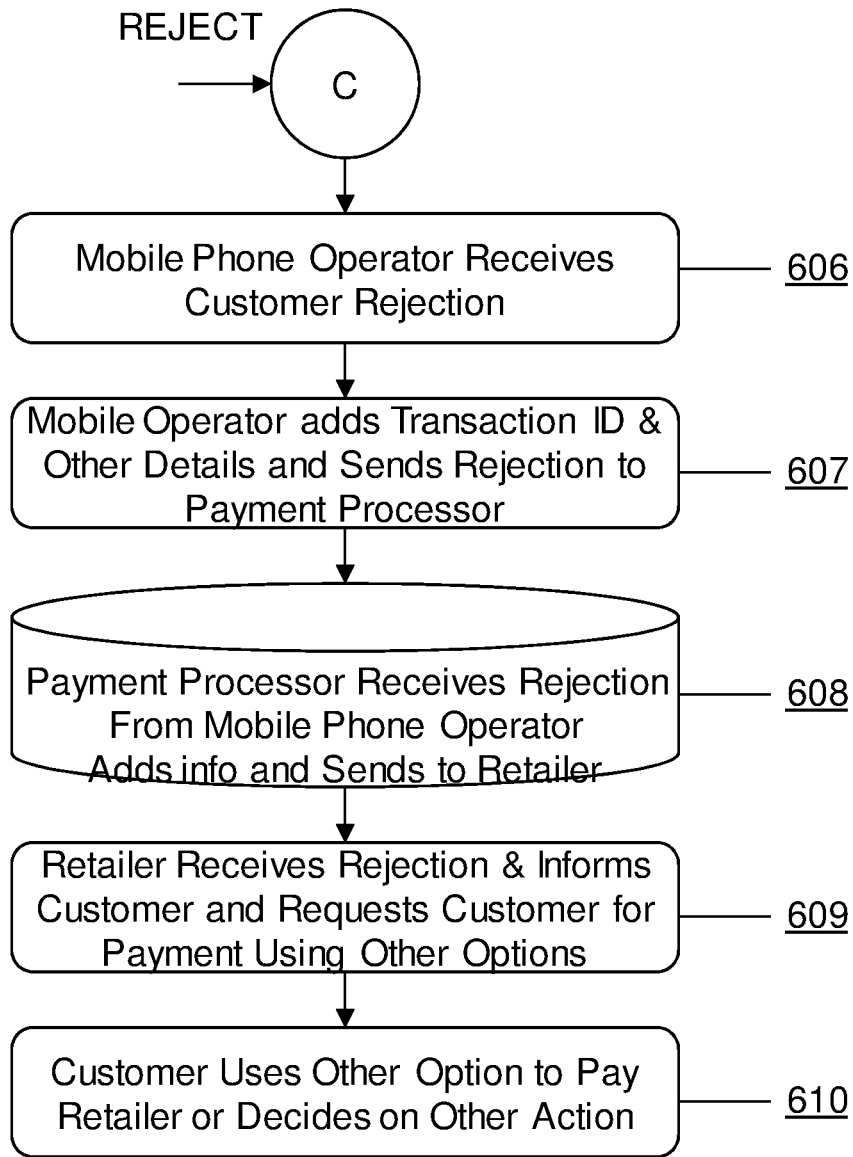 REJECT
C
Mobile Phone Operator Receives
Customer Rejection
606
Mobile Operator adds Transaction ID &
Other Details and Sends Rejection to
Payment Processor
607
Payment Processor Receives Rejection
From Mobile Phone Operator
Adds info and Sends to Retailer
608
Retailer Receives Rejection & Informs
Customer and Requests Customer for
Payment Using Other Options
609
Customer Uses Other Option to Pay
Retailer or Decides on Other Action
610